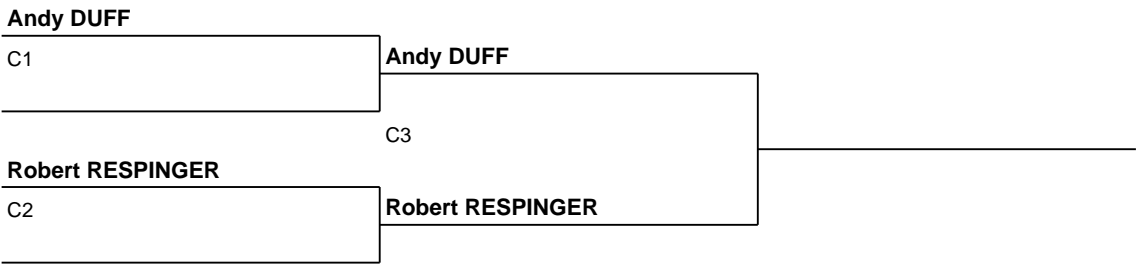 Andy DUFF
C1
Andy DUFF
C3
Robert RESPINGER
C2
Robert RESPINGER